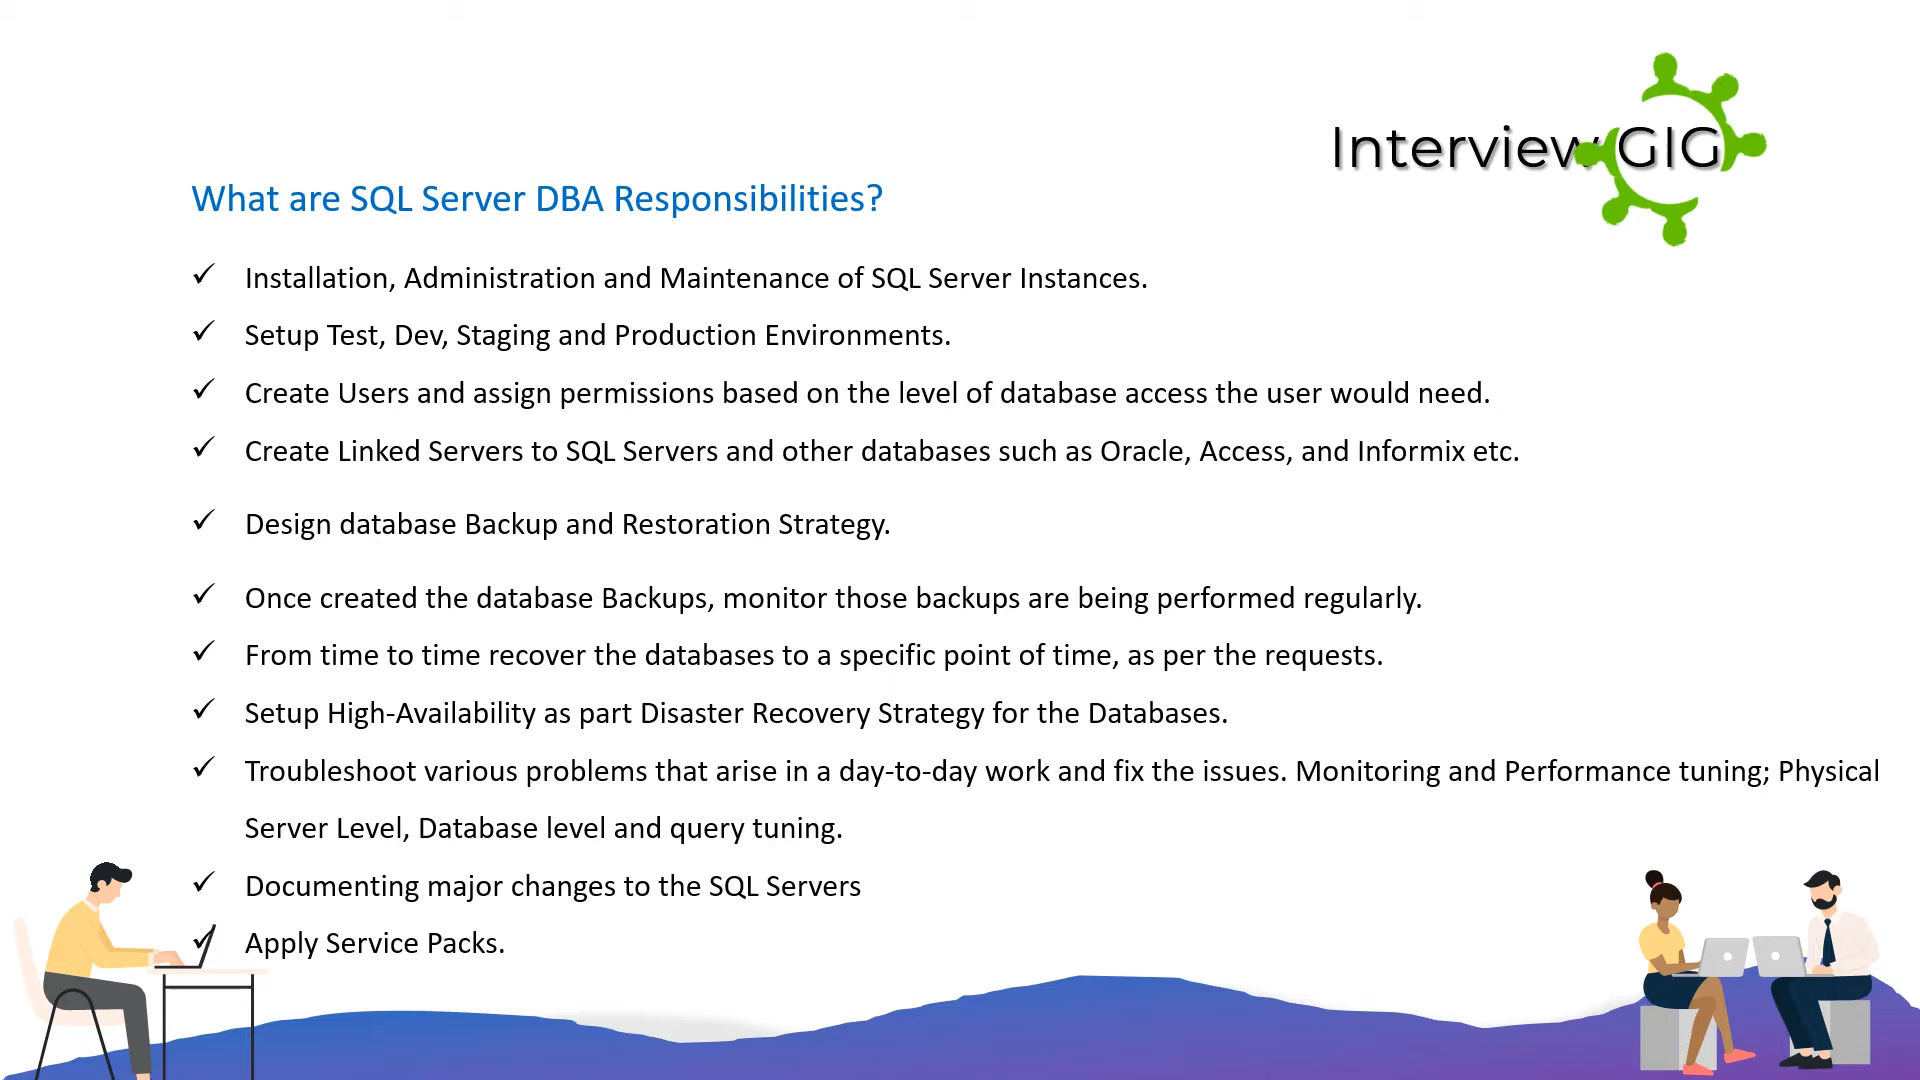 Interview GIG
What are SQL Server DBA Responsibilities?
✓ Installation, Administration and Maintenance of SQL Server Instances.
✓ Setup Test, Dev, Staging and Production Environments.
✓ Create Users and assign permissions based on the level of database access the user would need.
✓ Create Linked Servers to SQL Servers and other databases such as Oracle, Access, and Informix etc.
✓ Design database Backup and Restoration Strategy.
✓ Once created the database Backups, monitor those backups are being performed regularly.
✓ From time to time recover the databases to a specific point of time, as per the requests.
✓ Setup High-Availability as part Disaster Recovery Strategy for the Databases.
✓ Troubleshoot various problems that arise in a day-to-day work and fix the issues. Monitoring and Performance tuning; Physical
Server Level, Database level and query tuning.
✓ Documenting major changes to the SQL Servers
✓ Apply Service Packs.